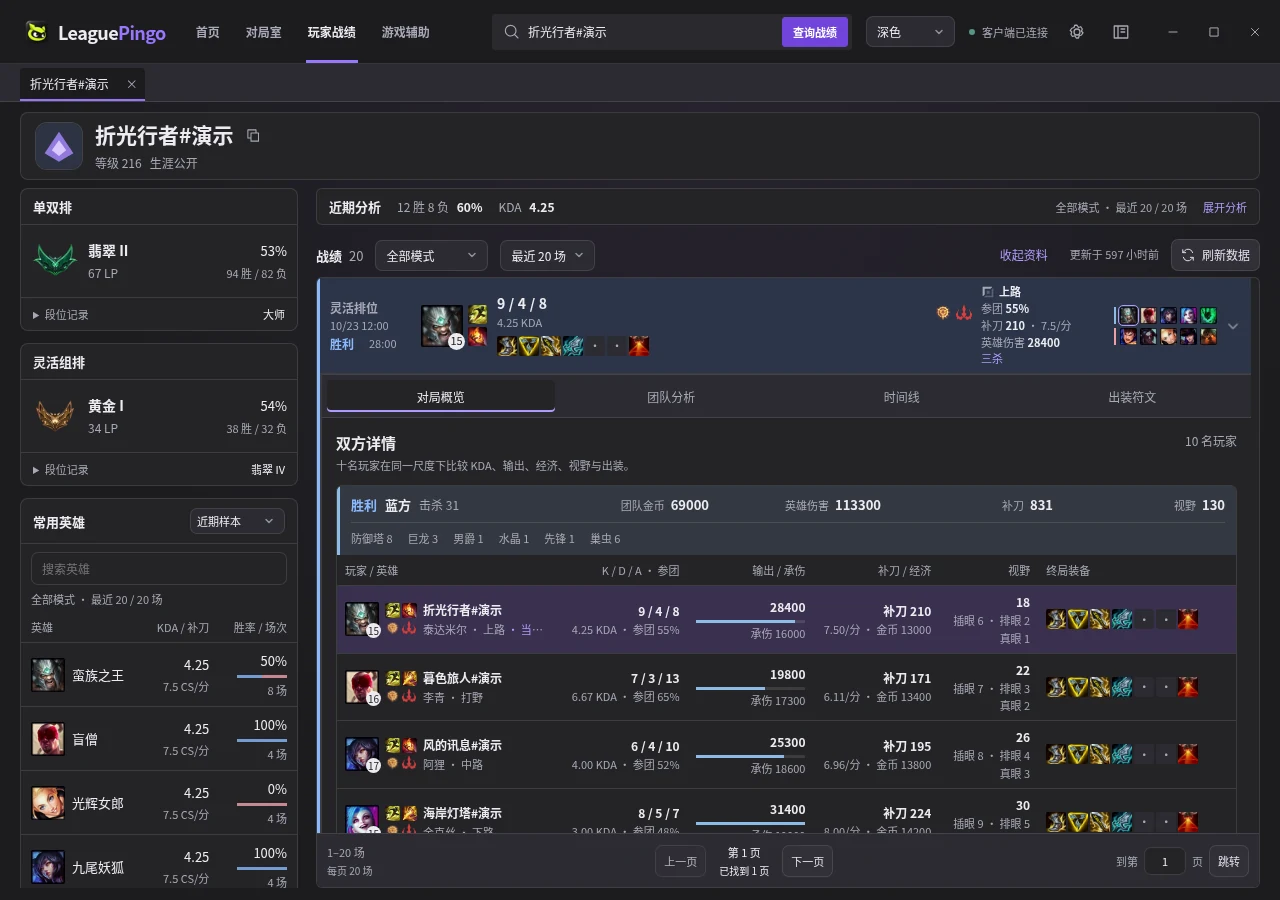 LeaguePingo 首页 对局室 玩家战绩 游戏辅助 折光行者#演示 查询战绩 深色 客户端已连接
折光行者#演示
折光行者#演示
等级 216 生涯公开
单双排
翡翠 II 53%
67 LP 94 胜 / 82 负
段位记录 大师
灵活组排
黄金 I 54%
34 LP 38 胜 / 32 负
段位记录 翡翠 IV
常用英雄 近期样本
搜索英雄
全部模式 · 最近 20 / 20 场
英雄 KDA / 补刀 胜率 / 场次
蛮族之王 4.25 50%
7.5 CS/分 8 场
盲僧 4.25 100%
7.5 CS/分 4 场
光辉女郎 4.25 0%
7.5 CS/分 4 场
九尾妖狐 4.25 100%
7.5 CS/分 4 场
近期分析 12 胜 8 负 60% KDA 4.25 全部模式 · 最近 20 / 20 场 展开分析
战绩 20 全部模式 最近 20 场 收起资料 更新于 597 小时前 刷新数据
灵活排位
10/23 12:00
胜利 28:00
15
9 / 4 / 8
4.25 KDA
上路
参团 55%
补刀 210 · 7.5/分
英雄伤害 28400
三杀
对局概览 团队分析 时间线 出装符文
双方详情 10 名玩家
十名玩家在同一尺度下比较 KDA、输出、经济、视野与出装。
胜利 蓝方 击杀 31 团队金币 69000 英雄伤害 113300 补刀 831 视野 130
防御塔 8 巨龙 3 男爵 1 水晶 1 先锋 1 巢虫 6
玩家 / 英雄 K / D / A · 参团 输出 / 承伤 补刀 / 经济 视野 终局装备
15 折光行者#演示 9 / 4 / 8 28400 补刀 210 18
泰达米尔 · 上路 · 当… 4.25 KDA · 参团 55% 承伤 16000 7.50/分 · 金币 13000 插眼 6 · 排眼 2
真眼 1
16 暮色旅人#演示 7 / 3 / 13 19800 补刀 171 22
李青 · 打野 6.67 KDA · 参团 65% 承伤 17300 6.11/分 · 金币 13400 插眼 7 · 排眼 3
真眼 2
17 风的讯息#演示 6 / 4 / 10 25300 补刀 195 26
阿狸 · 中路 4.00 KDA · 参团 52% 承伤 18600 6.96/分 · 金币 13800 插眼 8 · 排眼 4
真眼 3
海岸灯塔#演示 8 / 5 / 7 31400 补刀 224 30
金克丝 · 下路 3.00 KDA · 参团 48% 8.00/分 · 金币 14200 插眼 9 · 排眼 5
1–20 场
每页 20 场
上一页 第 1 页 下一页
已找到 1 页
到第 1 页 跳转